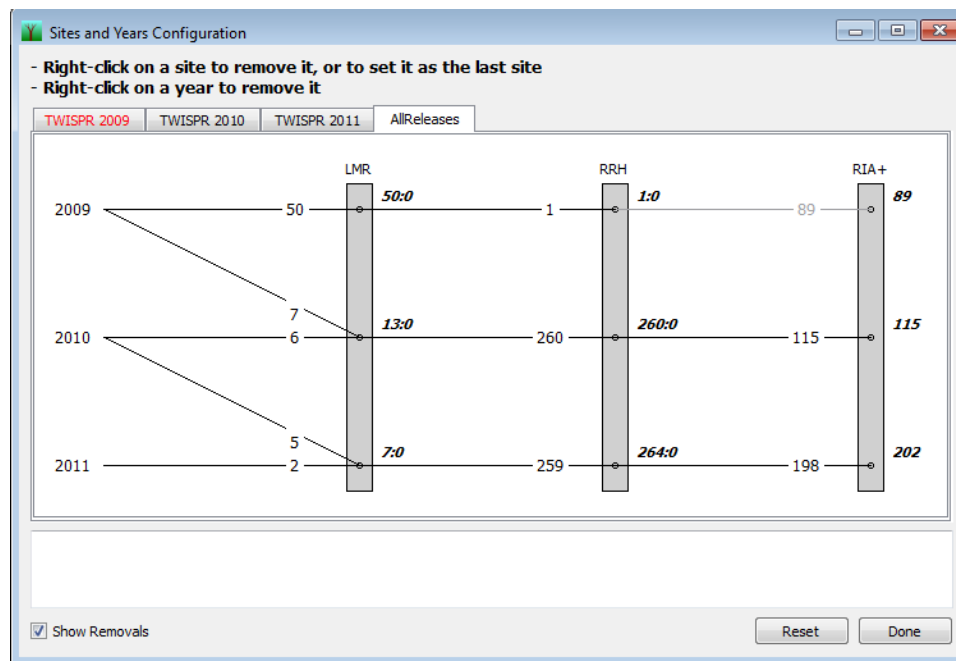 Sites and Years Configuration
- Right-click on a site to remove it, or to set it as the last site
- Right-click on a year to remove it
TWISPR 2009 TWISPR 2010 TWISPR 2011 AllReleases
LMR RRH RIA+
2009 50 50:0 1 1:0 89 89
7
2010 6 13:0 260 260:0 115 115
5
2011 2 7:0 259 264:0 198 202
Show Removals Reset Done